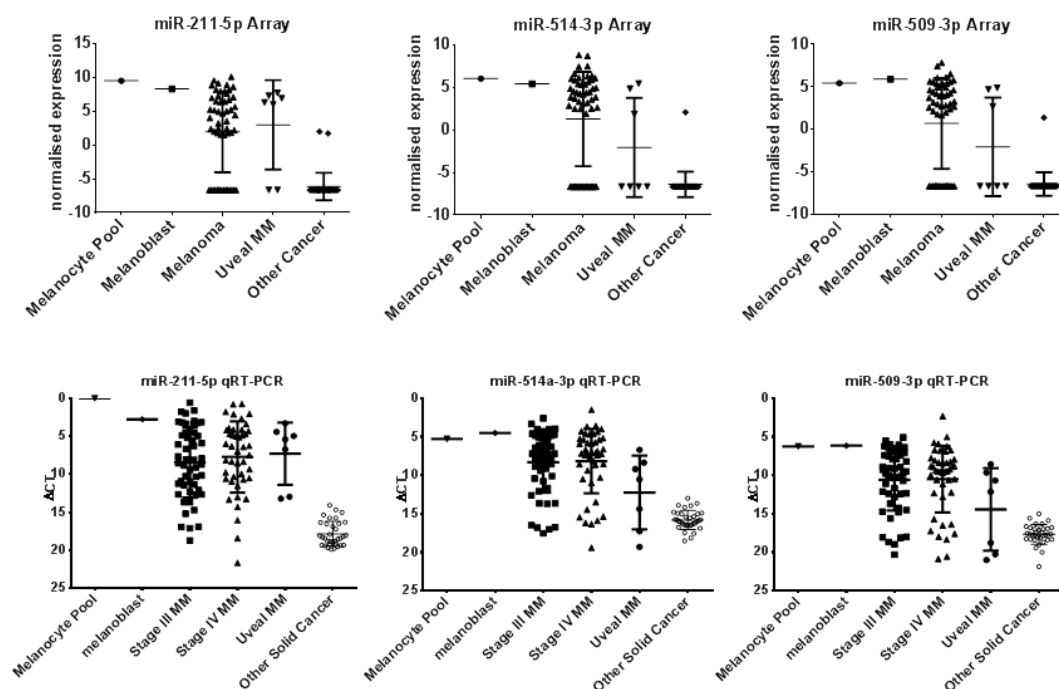 miR-211-5p Array
normalised expression
15
10
5
0
-5
-10
Melanocyte Pool
Melanoblast
Melanoma
Uveal MM
Other Cancer
miR-514-3p Array
normalised expression
10
5
0
-5
-10
Melanocyte Pool
Melanoblast
Melanoma
Uveal MM
Other Cancer
miR-509-3p Array
normalised expression
10
5
0
-5
-10
Melanocyte Pool
Melanoblast
Melanoma
Uveal MM
Other Cancer
miR-211-5p qRT-PCR
ΔCT
0
5
10
15
20
25
Melanocyte Pool
melanoblast
Stage III MM
Stage IV MM
Uveal MM
Other Solid Cancer
miR-514a-3p qRT-PCR
ΔCT
0
5
10
15
20
25
Melanocyte Pool
melanoblast
Stage III MM
Stage IV MM
Uveal MM
Other Solid Cancer
miR-509-3p qRT-PCR
ΔCT
0
5
10
15
20
25
Melanocyte Pool
melanoblast
Stage III MM
Stage IV MM
Uveal MM
Other Solid Cancer